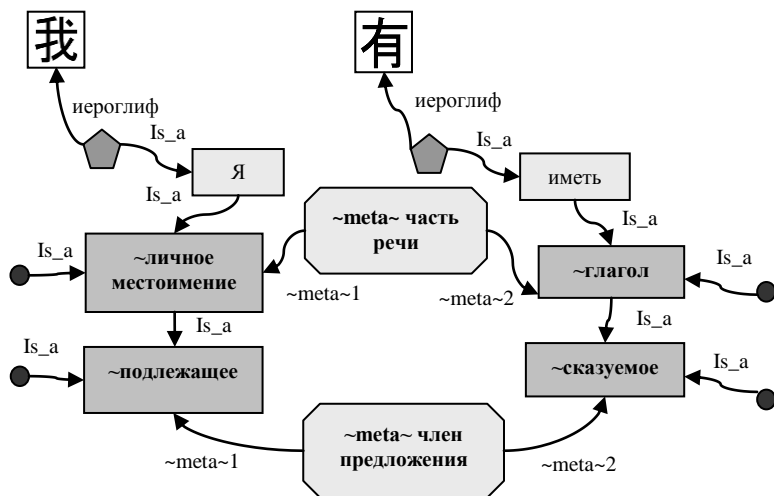 我
有
иероглиф
иероглиф
Is_a
Is_a
Я
иметь
Is_a
Is_a
~meta~ часть
речи
Is_a
~личное
местоимение
~глагол
Is_a
~meta~1
~meta~2
Is_a
Is_a
Is_a
~подлежащее
~сказуемое
Is_a
~meta~ член
предложения
~meta~1
~meta~2